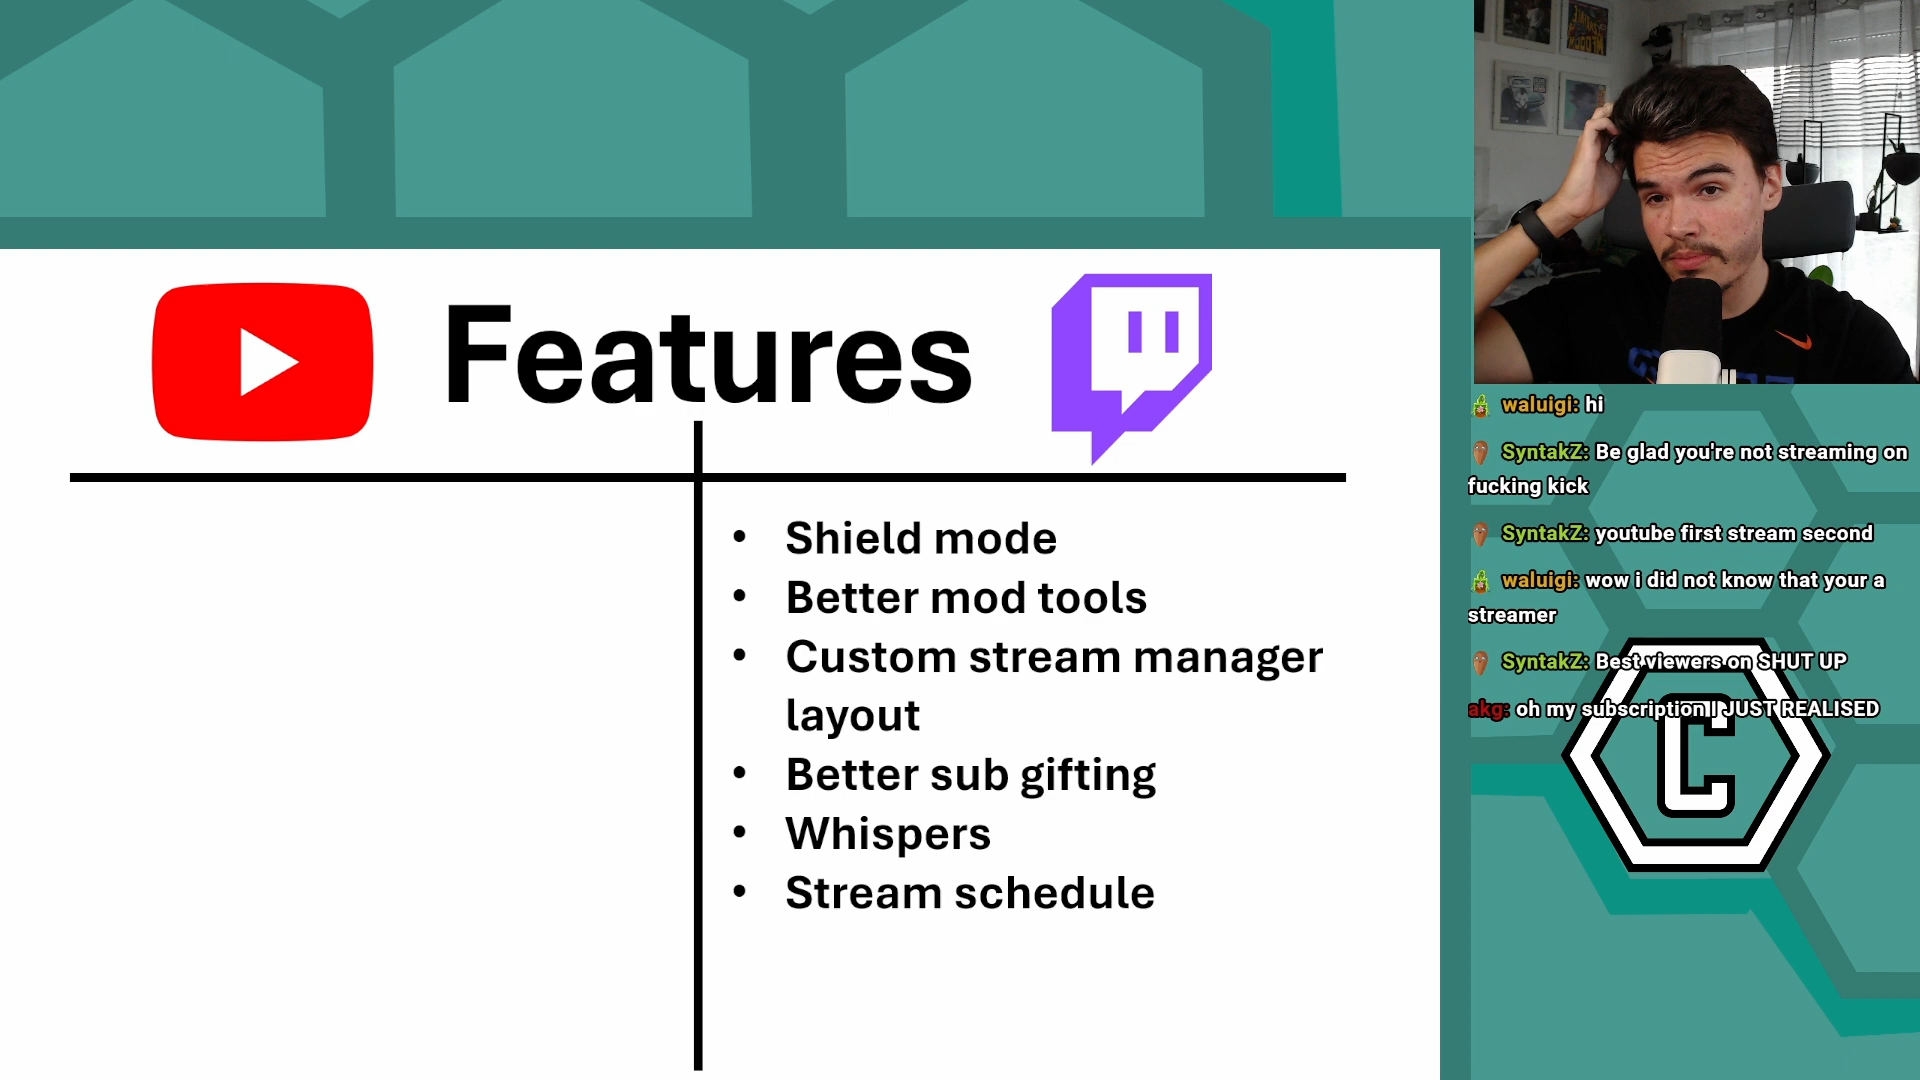 Features
• Shield mode
• Better mod tools
• Custom stream manager
layout
• Better sub gifting
• Whispers
• Stream schedule
waluigi: hi
SyntakZ: Be glad you're not streaming on
fucking kick
SyntakZ: youtube first stream second
waluigi: wow i did not know that your a
streamer
SyntakZ: Best viewers on SHUT UP
akg: oh my subscription I JUST REALISED
C